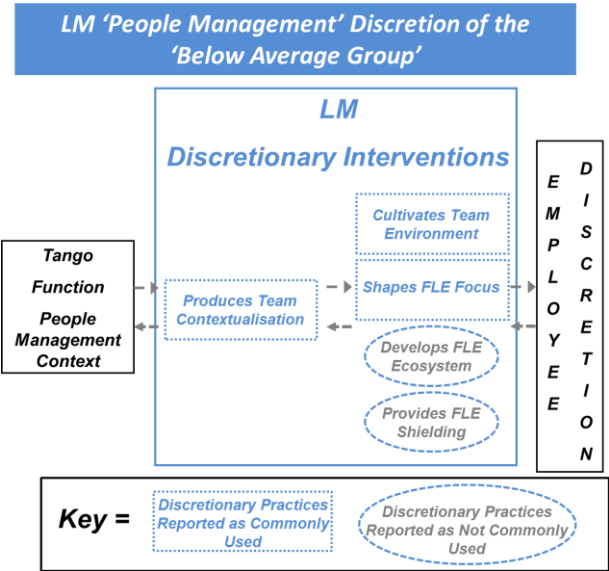 LM ‘People Management’ Discretion of the
‘Below Average Group’
LM
Discretionary Interventions
Tango
Function
People
Management
Context
Produces Team
Contextualisation
Cultivates Team
Environment
Shapes FLE Focus
Develops FLE
Ecosystem
Provides FLE
Shielding
EMPLOYEE
DISCRETION
Key =
Discretionary Practices
Reported as Commonly
Used
Discretionary Practices
Reported as Not Commonly
Used